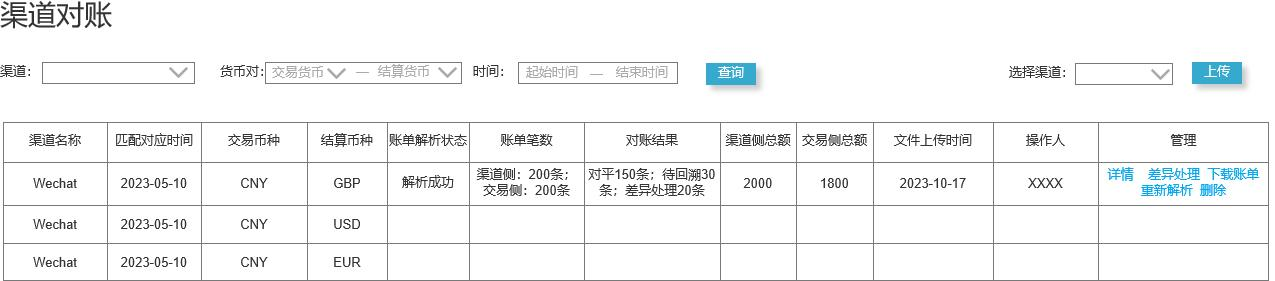 渠道对账
渠道： 货币对： 交易货币 — 结算货币 时间： 起始时间 — 结束时间 查询 选择渠道： 上传
渠道名称 匹配对应时间 交易币种 结算币种 账单解析状态 账单笔数 对账结果 渠道侧总额 交易侧总额 文件上传时间 操作人 管理
Wechat 2023-05-10 CNY GBP 解析成功 渠道侧：200条； 对平150条；待回溯30 2000 1800 2023-10-17 XXXX 详情 差异处理 下载账单
交易侧：200条 条；差异处理20条 重新解析 删除
Wechat 2023-05-10 CNY USD
Wechat 2023-05-10 CNY EUR